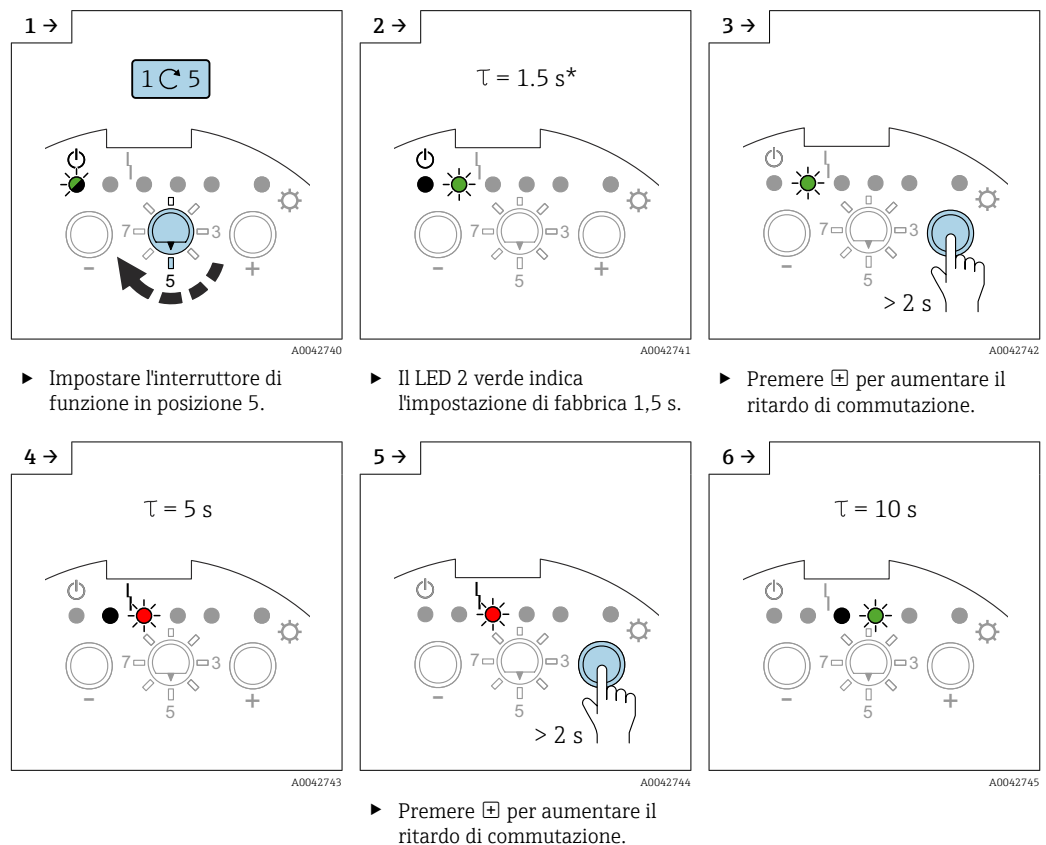 1 →
1 5
7
3
5
-
+
A0042740
► Impostare l'interruttore di
funzione in posizione 5.
2 →
τ = 1.5 s*
7
3
5
-
+
A0042741
► Il LED 2 verde indica
l'impostazione di fabbrica 1,5 s.
3 →
7
3
5
-
> 2 s
A0042742
► Premere ⊞ per aumentare il
ritardo di commutazione.
4 →
τ = 5 s
7
3
5
-
+
A0042743
5 →
7
3
5
-
> 2 s
A0042744
► Premere ⊞ per aumentare il
ritardo di commutazione.
6 →
τ = 10 s
7
3
5
-
+
A0042745